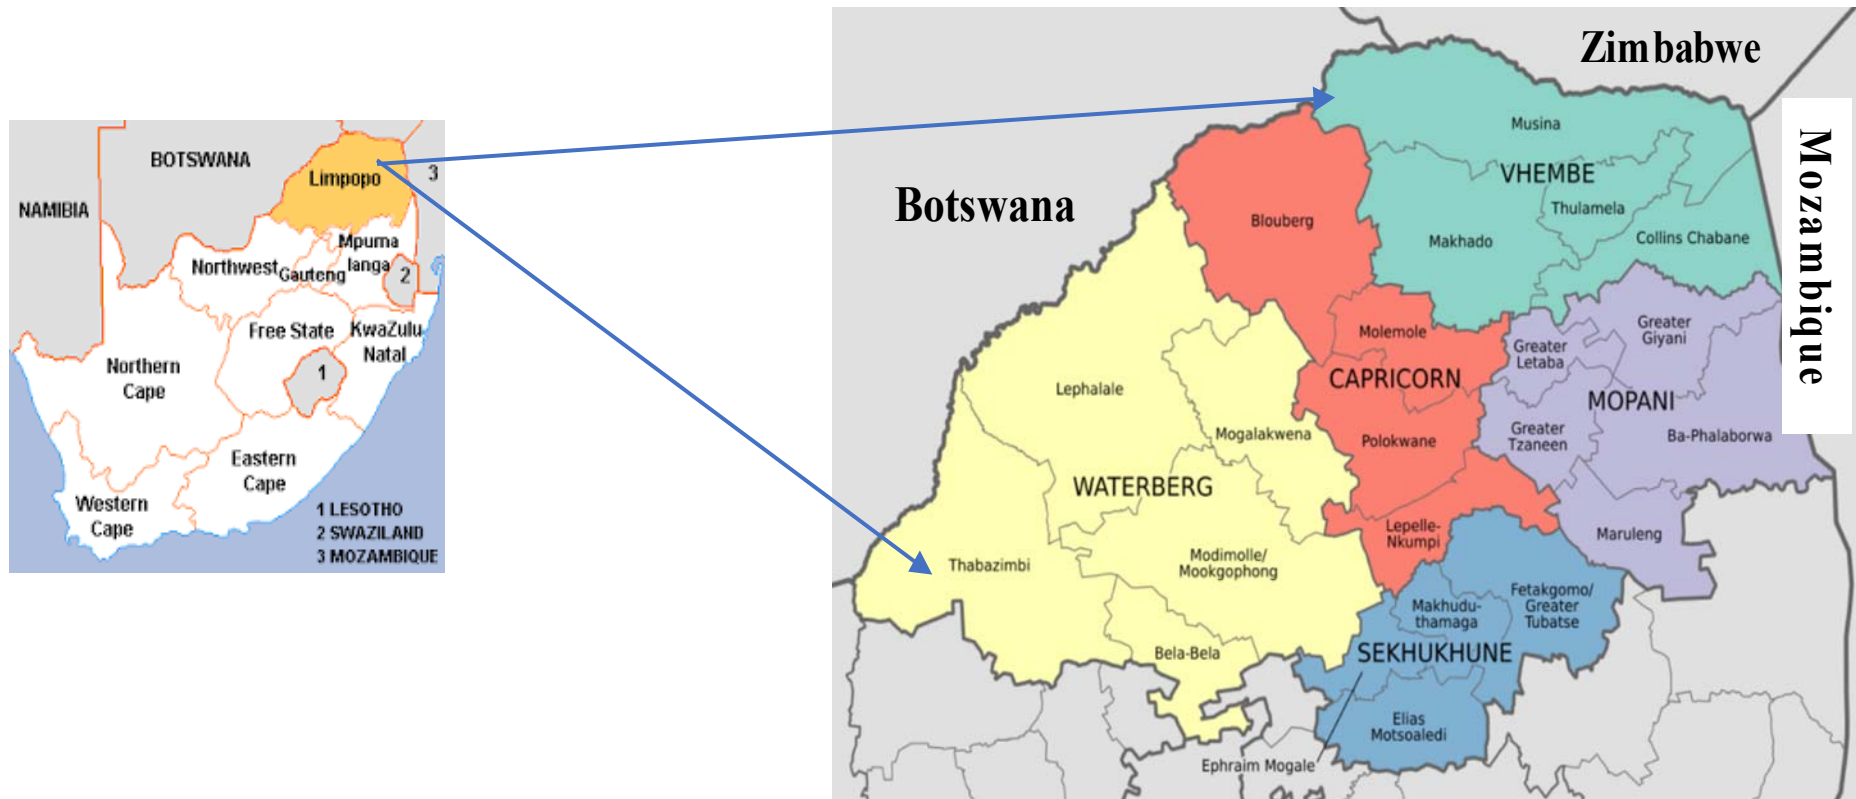 BOTSWANA
NAMIBIA
Limpopo
3
Mpuma
langa
Northwest
Gauteng
2
Free State
KwaZulu
Natal
Northern
Cape
1
Eastern
Cape
Western
Cape
1 LESOTHO
2 SWAZILAND
3 MOZAMBIQUE
Zimbabwe
Botswana
Mozambique
Musina
VHEMBE
Thulamela
Makhado
Collins Chabane
Blouberg
Molemole
CAPRICORN
Polokwane
Lepelle-
Nkumpi
Greater
Letaba
Greater
Giyani
MOPANI
Greater
Tzaneen
Ba-Phalaborwa
Maruleng
Lephalale
Mogalakwena
WATERBERG
Thabazimbi
Modimolle/
Mookgophong
Bela-Bela
Makhudu-
thamaga
Fetakgomo/
Greater
Tubatse
SEKHUKHUNE
Elias
Motsoaledi
Ephraim Mogale